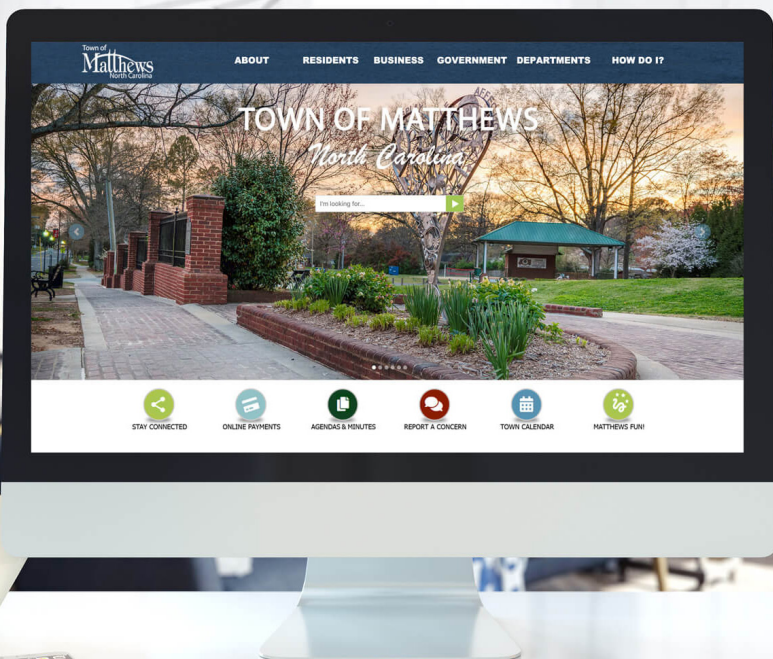 Town of
Matthews
North Carolina
ABOUT
RESIDENTS
BUSINESS
GOVERNMENT
DEPARTMENTS
HOW DO I?
TOWN OF MATTHEWS
North Carolina
I'm looking for...
STAY CONNECTED
ONLINE PAYMENTS
AGENDAS & MINUTES
REPORT A CONCERN
TOWN CALENDAR
MATTHEWS FUN!